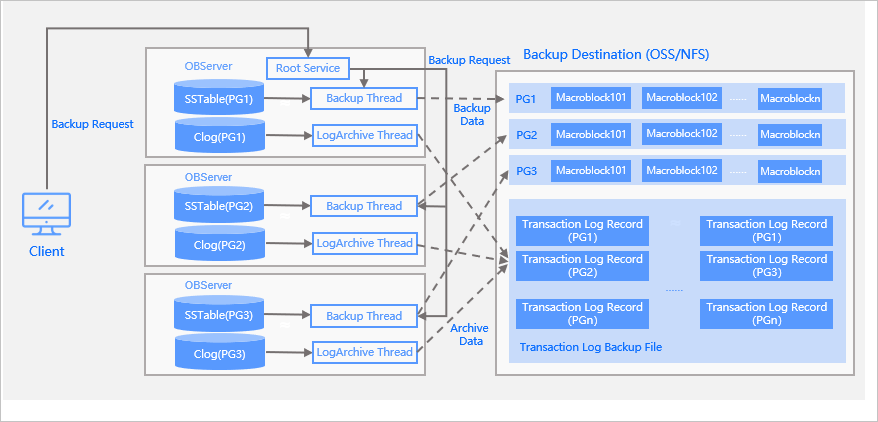 Client
Backup Request
OBServer
Root Service
SSTable(PG1)
Backup Thread
Clog(PG1)
LogArchive Thread
OBServer
SSTable(PG2)
Backup Thread
Clog(PG2)
LogArchive Thread
OBServer
SSTable(PG3)
Backup Thread
Clog(PG3)
LogArchive Thread
Backup Request
Backup
Data
Archive
Data
Backup Destination (OSS/NFS)
PG1
Macroblock101
Macroblock102
......
Macroblockn
PG2
Macroblock101
Macroblock102
......
Macroblockn
PG3
Macroblock101
Macroblock102
......
Macroblockn
Transaction Log Record
(PG1)
Transaction Log Record
(PG1)
Transaction Log Record
(PG2)
Transaction Log Record
(PG3)
......
Transaction Log Record
(PGn)
Transaction Log Record
(PGn)
Transaction Log Backup File